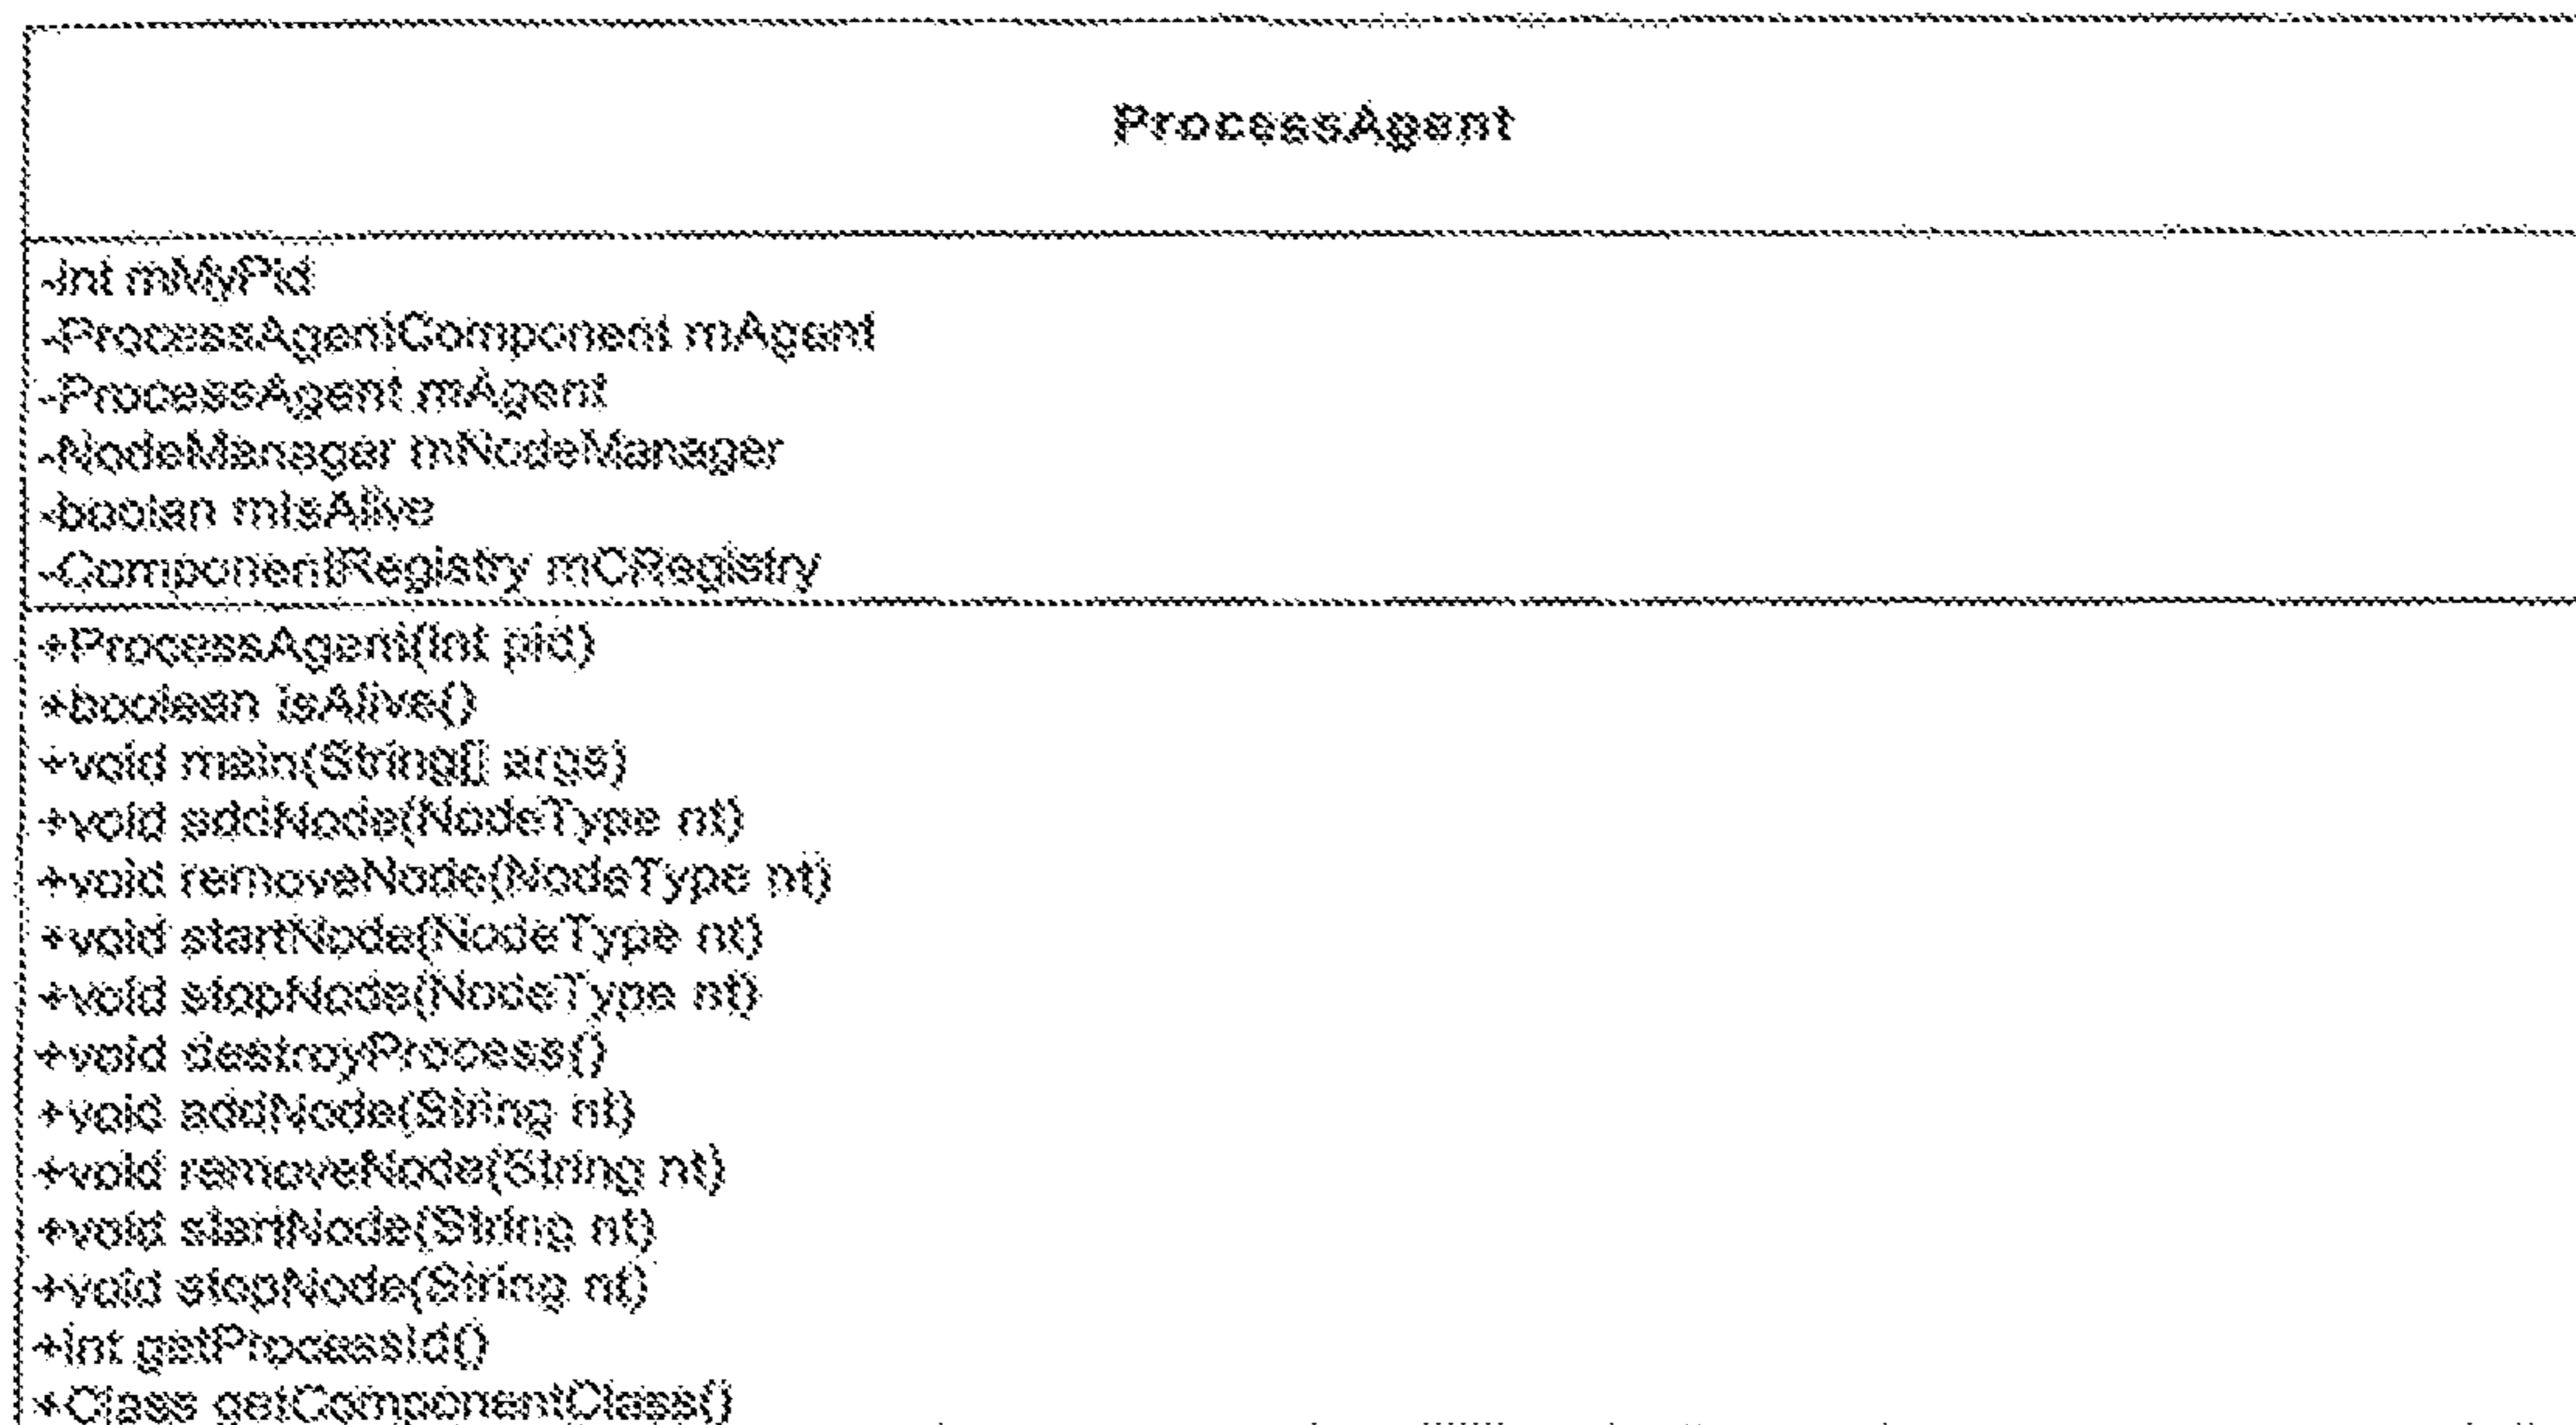 ProcessAgent
-int mMyPid
-ProcessAgentComponent mAgent
-ProcessAgent mAgent
-NodeManager mNodeManager
-boolan mIsAlive
-ComponentRegistry mCRegistry
+ProcessAgent(int pid)
+boolean isAlive()
+void main(String[] args)
+void addNode(NodeType nt)
+void removeNode(NodeType nt)
+void startNode(NodeType nt)
+void stopNode(NodeType nt)
+void destroyProcess()
+void addNode(String nt)
+void removeNode(String nt)
+void startNode(String nt)
+void stopNode(String nt)
+int getProcessId()
+Class getComponentClass()